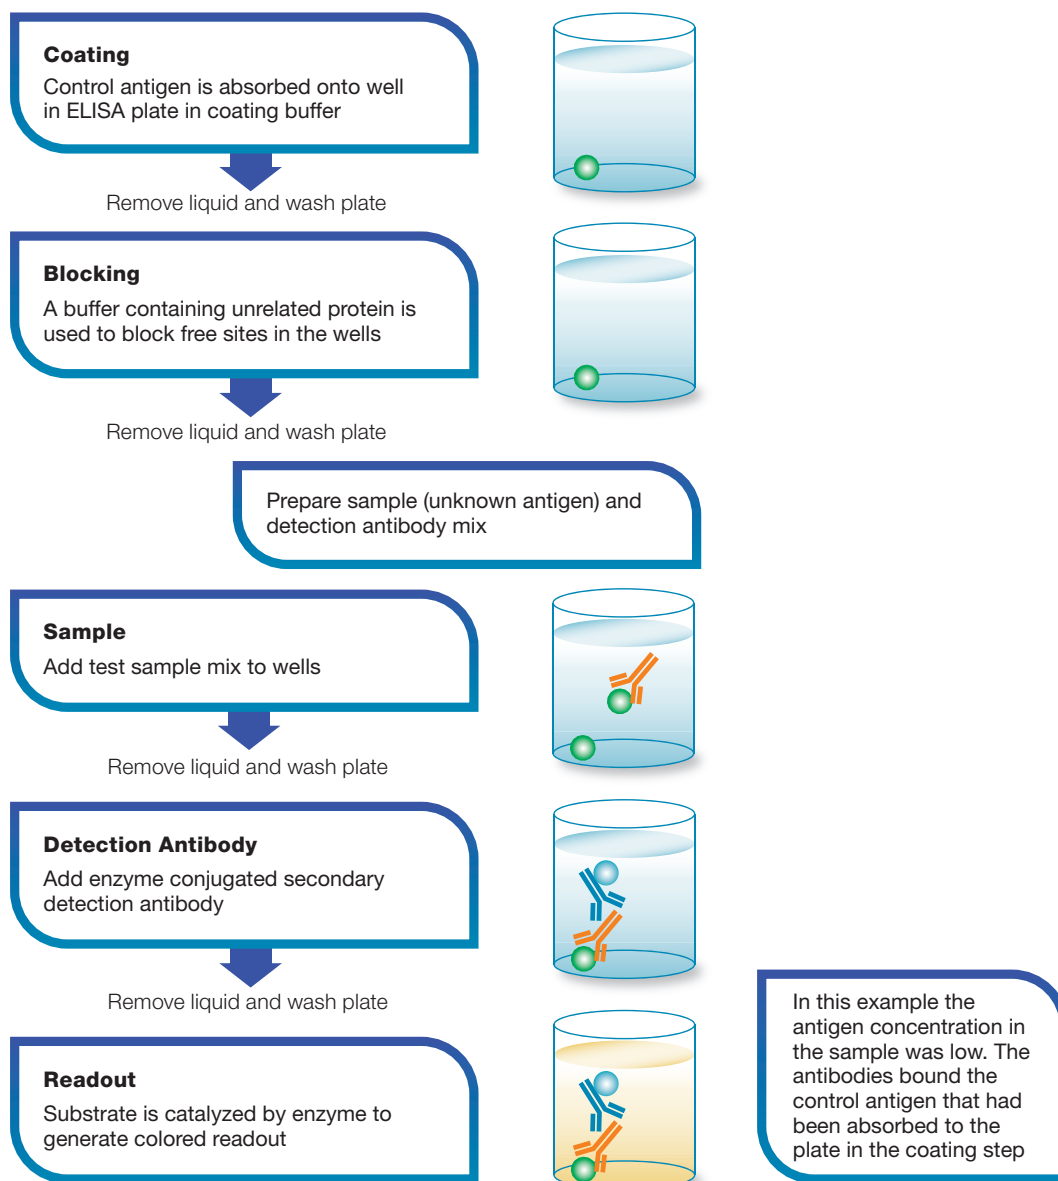 Coating
Control antigen is absorbed onto well
in ELISA plate in coating buffer
Remove liquid and wash plate
Blocking
A buffer containing unrelated protein is
used to block free sites in the wells
Remove liquid and wash plate
Prepare sample (unknown antigen) and
detection antibody mix
Sample
Add test sample mix to wells
Remove liquid and wash plate
Detection Antibody
Add enzyme conjugated secondary
detection antibody
Remove liquid and wash plate
Readout
Substrate is catalyzed by enzyme to
generate colored readout
In this example the
antigen concentration in
the sample was low. The
antibodies bound the
control antigen that had
been absorbed to the
plate in the coating step